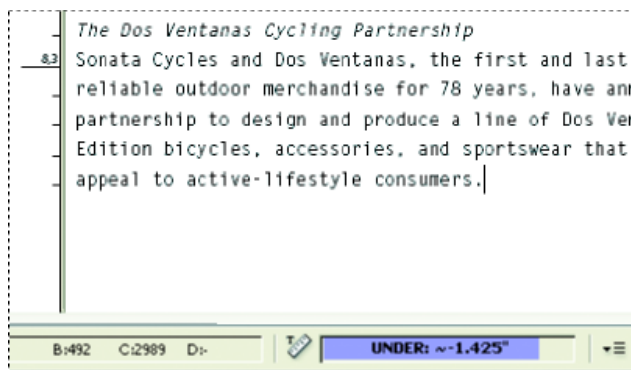 The Dos Ventanas Cycling Partnership
8,3 Sonata Cycles and Dos Ventanas, the first and last
reliable outdoor merchandise for 78 years, have
partnership to design and produce a line of Dos
Edition bicycles, accessories, and sportswear that
appeal to active-lifestyle consumers.
B:492 C:2989 D:- UNDER: ~-1.425"